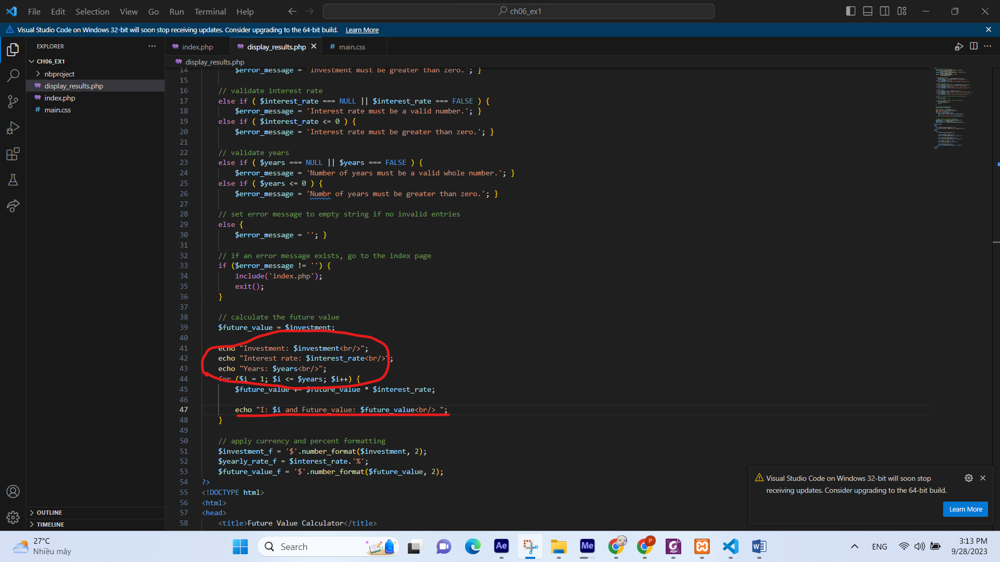 File Edit Selection View Go Run Terminal Help
ch06_ex1
Visual Studio Code on Windows 32-bit will soon stop receiving updates. Consider upgrading to the 64-bit build. Learn More
EXPLORER
CH06_EX1
nbproject
display_results.php
index.php
# main.css
OUTLINE
TIMELINE
index.php
display_results.php
# main.css
display_results.php
14 $error_message = 'Investment must be greater than zero.'; }
15
16 // validate interest rate
17 else if ( $interest_rate === NULL || $interest_rate === FALSE ) {
18 $error_message = 'Interest rate must be a valid number.'; }
19 else if ( $interest_rate <= 0 ) {
20 $error_message = 'Interest rate must be greater than zero.'; }
21
22 // validate years
23 else if ( $years === NULL || $years === FALSE ) {
24 $error_message = 'Number of years must be a valid whole number.'; }
25 else if ( $years <= 0 ) {
26 $error_message = 'Numbr of years must be greater than zero.'; }
27
28 // set error message to empty string if no invalid entries
29 else {
30 $error_message = ''; }
31
32 // if an error message exists, go to the index page
33 if ($error_message != '') {
34 include('index.php');
35 exit();
36 }
37
38 // calculate the future value
39 $future_value = $investment;
40
41 echo "Investment: $investment<br/>";
42 echo "Interest rate: $interest_rate<br/>";
43 echo "Years: $years<br/>";
44 for ($i = 1; $i <= $years; $i++) {
45 $future_value += $future_value * $interest_rate;
46
47 echo "I: $i and Future_value: $future_value<br/> ";
48 }
49
50 // apply currency and percent formatting
51 $investment_f = '$'.number_format($investment, 2);
52 $yearly_rate_f = $interest_rate.'%';
53 $future_value_f = '$'.number_format($future_value, 2);
54 ?>
55 <!DOCTYPE html>
56 <html>
57 <head>
58 <title>Future Value Calculator</title>
Visual Studio Code on Windows 32-bit will soon stop
receiving updates. Consider upgrading to the 64-bit build.
Learn More
27°C
Nhiều mây
Search
Ae
Me
P
PDF
ENG
3:13 PM
9/28/2023